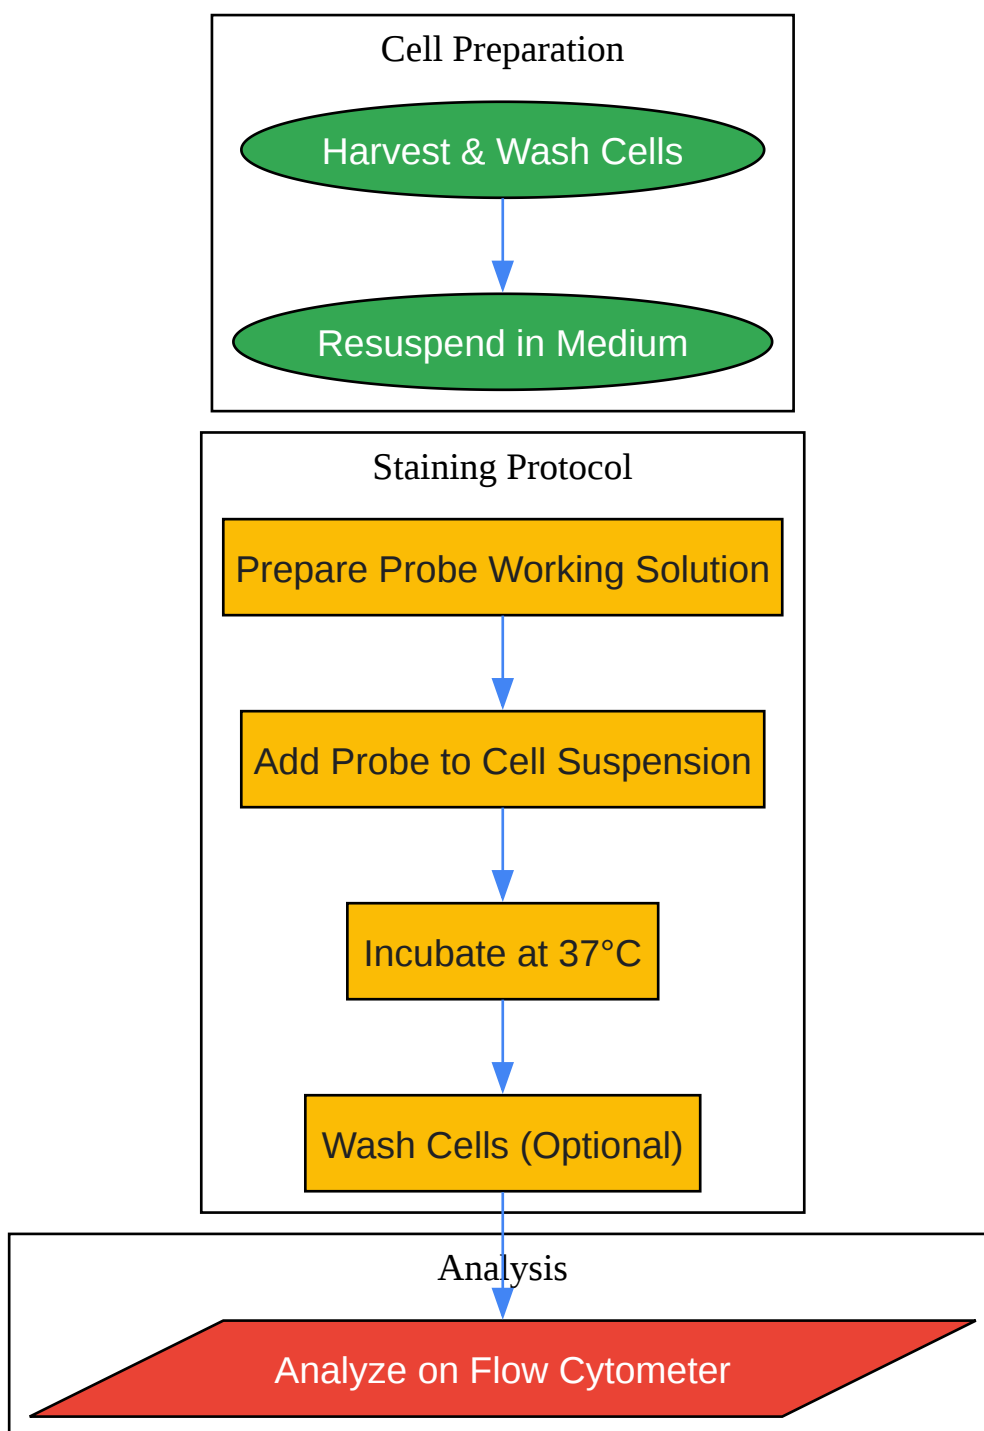 Cell Preparation
Harvest & Wash Cells
Resuspend in Medium
Staining Protocol
Prepare Probe Working Solution
Add Probe to Cell Suspension
Incubate at 37°C
Wash Cells (Optional)
Analysis
Analyze on Flow Cytometer